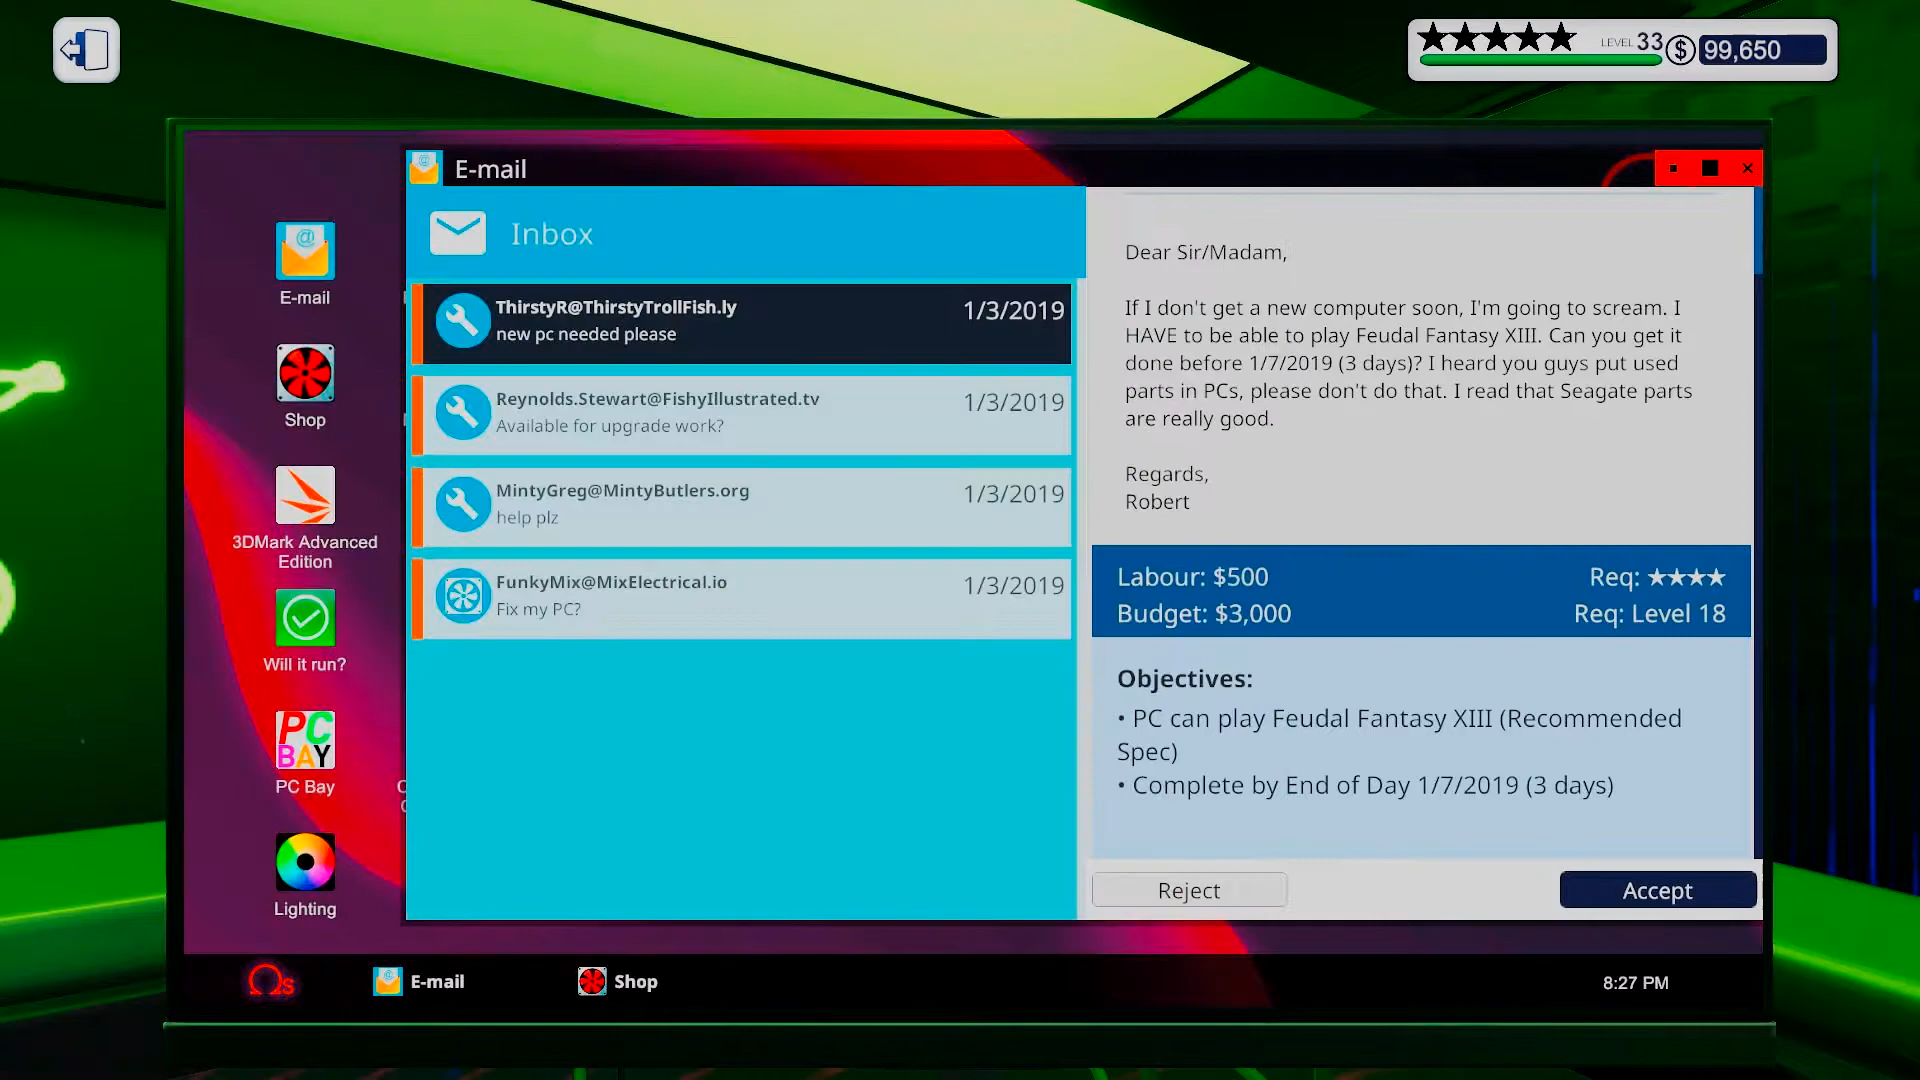 LEVEL 33 $ 99,650
E-mail
Inbox
ThirstyR@ThirstyTrollFish.ly 1/3/2019
new pc needed please
Reynolds.Stewart@FishyIllustrated.tv 1/3/2019
Available for upgrade work?
MintyGreg@MintyButlers.org 1/3/2019
help plz
FunkyMix@MixElectrical.io 1/3/2019
Fix my PC?
Dear Sir/Madam,
If I don't get a new computer soon, I'm going to scream. I
HAVE to be able to play Feudal Fantasy XIII. Can you get it
done before 1/7/2019 (3 days)? I heard you guys put used
parts in PCs, please don't do that. I read that Seagate parts
are really good.
Regards,
Robert
Labour: $500 Req: ★★★★
Budget: $3,000 Req: Level 18
Objectives:
• PC can play Feudal Fantasy XIII (Recommended
Spec)
• Complete by End of Day 1/7/2019 (3 days)
Reject Accept
E-mail
Shop
3DMark Advanced
Edition
Will it run?
PC
BAY
PC Bay
Lighting
Ωs E-mail Shop 8:27 PM